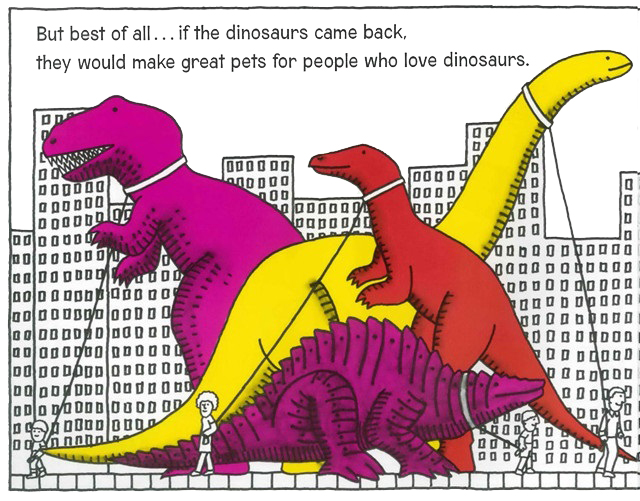 But best of all...if the dinosaurs came back,
they would make great pets for people who love dinosaurs.